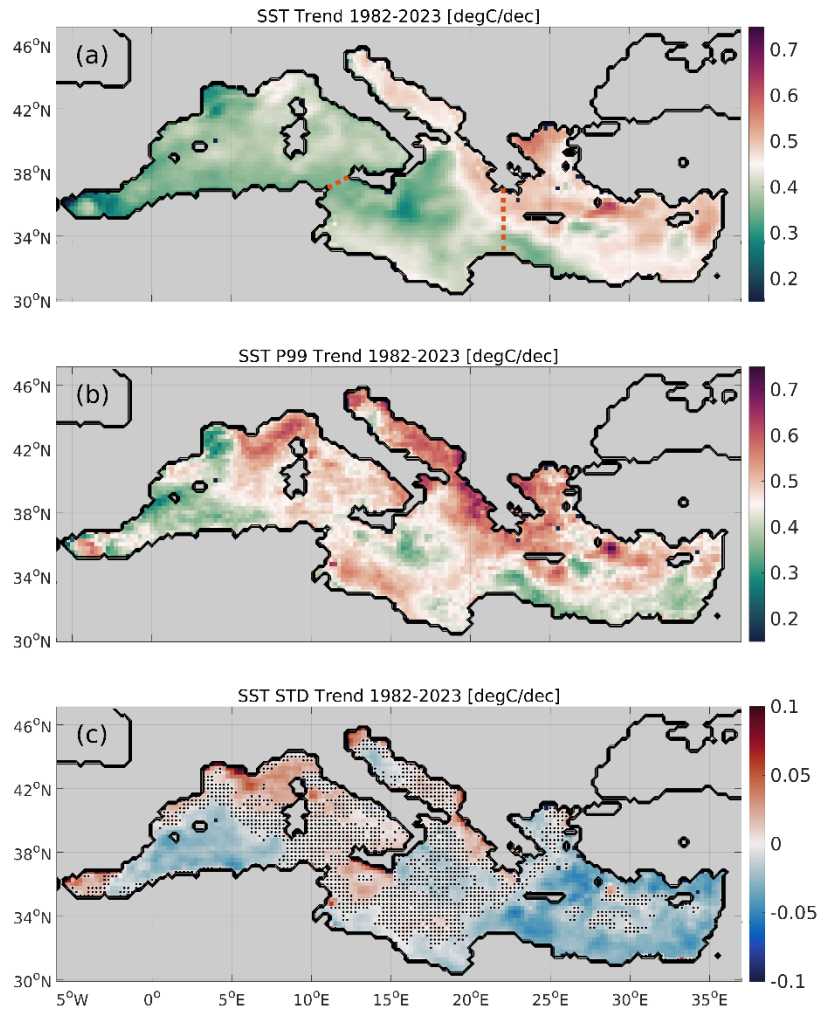 SST Trend 1982-2023 [degC/dec]
(a)
46°N
42°N
38°N
34°N
30°N
0.7
0.6
0.5
0.4
0.3
0.2
SST P99 Trend 1982-2023 [degC/dec]
(b)
46°N
42°N
38°N
34°N
30°N
0.7
0.6
0.5
0.4
0.3
0.2
SST STD Trend 1982-2023 [degC/dec]
(c)
46°N
42°N
38°N
34°N
30°N
0.1
0.05
0
-0.05
-0.1
5°W 0° 5°E 10°E 15°E 20°E 25°E 30°E 35°E